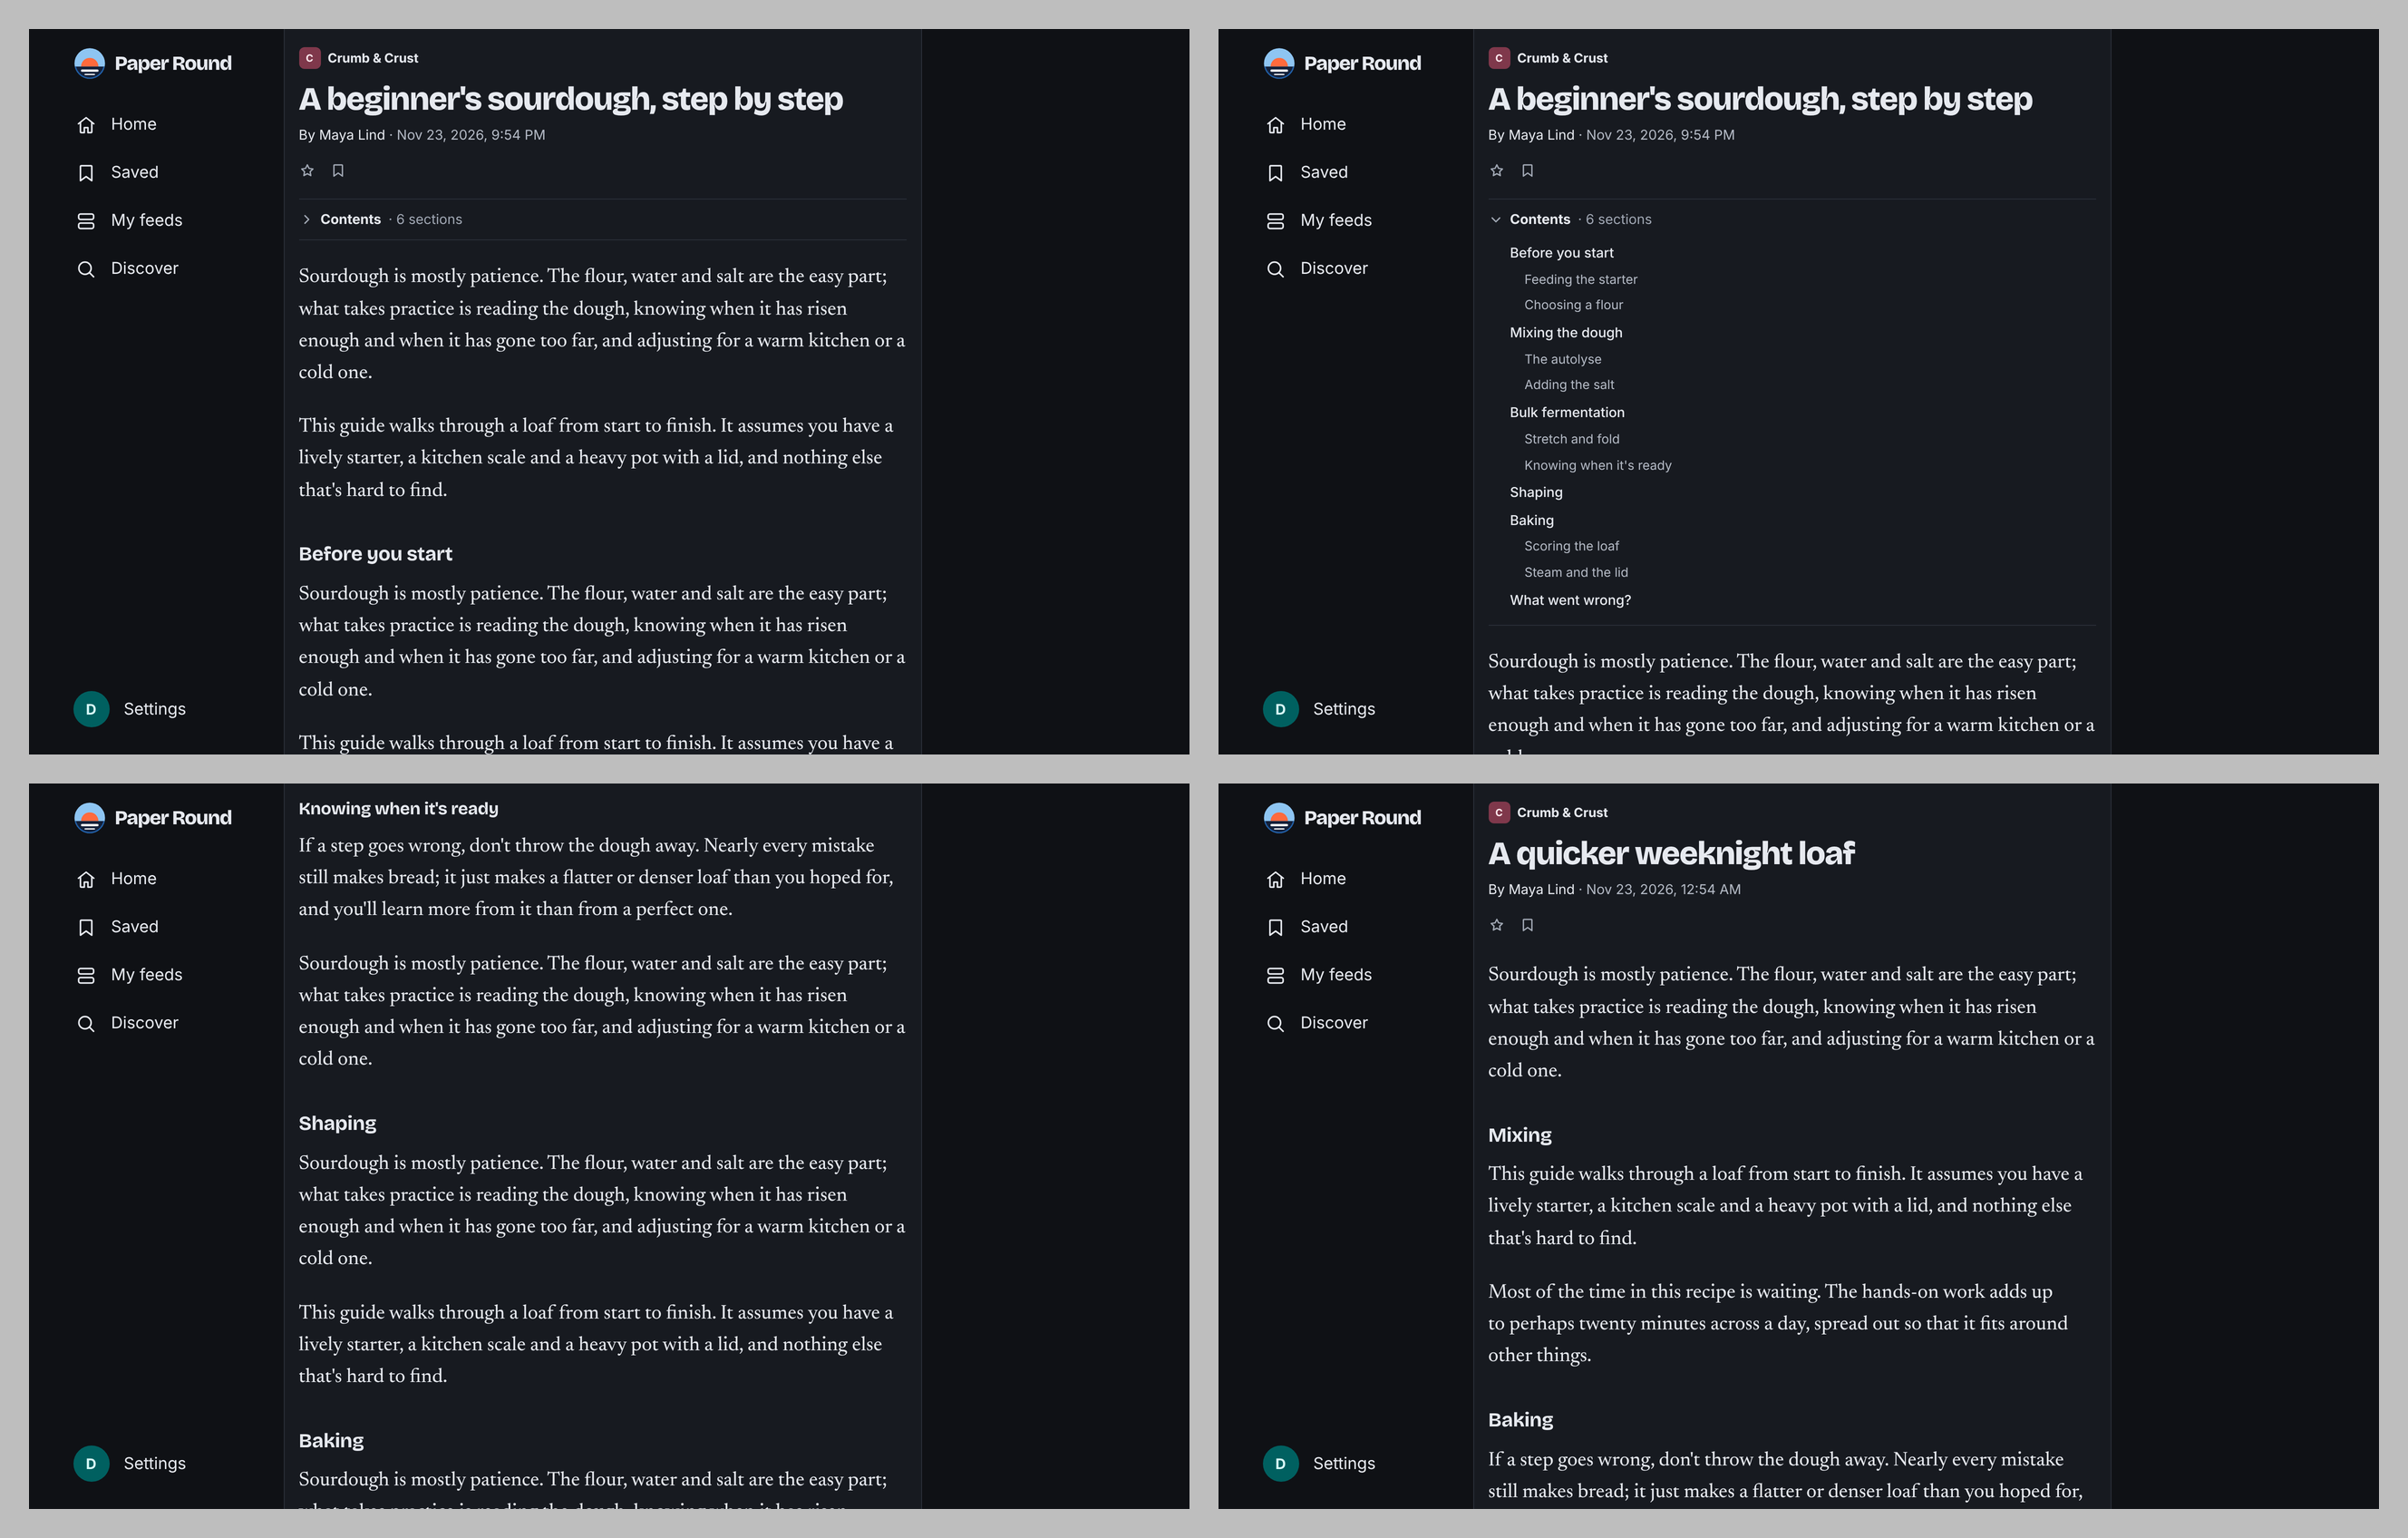 Paper Round
Home
Saved
My feeds
Discover
D
Settings
C
Crumb & Crust
A beginner's sourdough, step by step
By Maya Lind · Nov 23, 2026, 9:54 PM
Contents · 6 sections
Sourdough is mostly patience. The flour, water and salt are the easy part;
what takes practice is reading the dough, knowing when it has risen
enough and when it has gone too far, and adjusting for a warm kitchen or a
cold one.
This guide walks through a loaf from start to finish. It assumes you have a
lively starter, a kitchen scale and a heavy pot with a lid, and nothing else
that's hard to find.
Before you start
Sourdough is mostly patience. The flour, water and salt are the easy part;
what takes practice is reading the dough, knowing when it has risen
enough and when it has gone too far, and adjusting for a warm kitchen or a
cold one.
This guide walks through a loaf from start to finish. It assumes you have a
Paper Round
Home
Saved
My feeds
Discover
D
Settings
C
Crumb & Crust
A beginner's sourdough, step by step
By Maya Lind · Nov 23, 2026, 9:54 PM
Contents · 6 sections
Before you start
Feeding the starter
Choosing a flour
Mixing the dough
The autolyse
Adding the salt
Bulk fermentation
Stretch and fold
Knowing when it's ready
Shaping
Baking
Scoring the loaf
Steam and the lid
What went wrong?
Sourdough is mostly patience. The flour, water and salt are the easy part;
what takes practice is reading the dough, knowing when it has risen
enough and when it has gone too far, and adjusting for a warm kitchen or a
Paper Round
Home
Saved
My feeds
Discover
D
Settings
Knowing when it's ready
If a step goes wrong, don't throw the dough away. Nearly every mistake
still makes bread; it just makes a flatter or denser loaf than you hoped for,
and you'll learn more from it than from a perfect one.
Sourdough is mostly patience. The flour, water and salt are the easy part;
what takes practice is reading the dough, knowing when it has risen
enough and when it has gone too far, and adjusting for a warm kitchen or a
cold one.
Shaping
Sourdough is mostly patience. The flour, water and salt are the easy part;
what takes practice is reading the dough, knowing when it has risen
enough and when it has gone too far, and adjusting for a warm kitchen or a
cold one.
This guide walks through a loaf from start to finish. It assumes you have a
lively starter, a kitchen scale and a heavy pot with a lid, and nothing else
that's hard to find.
Baking
Sourdough is mostly patience. The flour, water and salt are the easy part;
Paper Round
Home
Saved
My feeds
Discover
D
Settings
C
Crumb & Crust
A quicker weeknight loaf
By Maya Lind · Nov 23, 2026, 12:54 AM
Sourdough is mostly patience. The flour, water and salt are the easy part;
what takes practice is reading the dough, knowing when it has risen
enough and when it has gone too far, and adjusting for a warm kitchen or a
cold one.
Mixing
This guide walks through a loaf from start to finish. It assumes you have a
lively starter, a kitchen scale and a heavy pot with a lid, and nothing else
that's hard to find.
Most of the time in this recipe is waiting. The hands-on work adds up
to perhaps twenty minutes across a day, spread out so that it fits around
other things.
Baking
If a step goes wrong, don't throw the dough away. Nearly every mistake
still makes bread; it just makes a flatter or denser loaf than you hoped for,